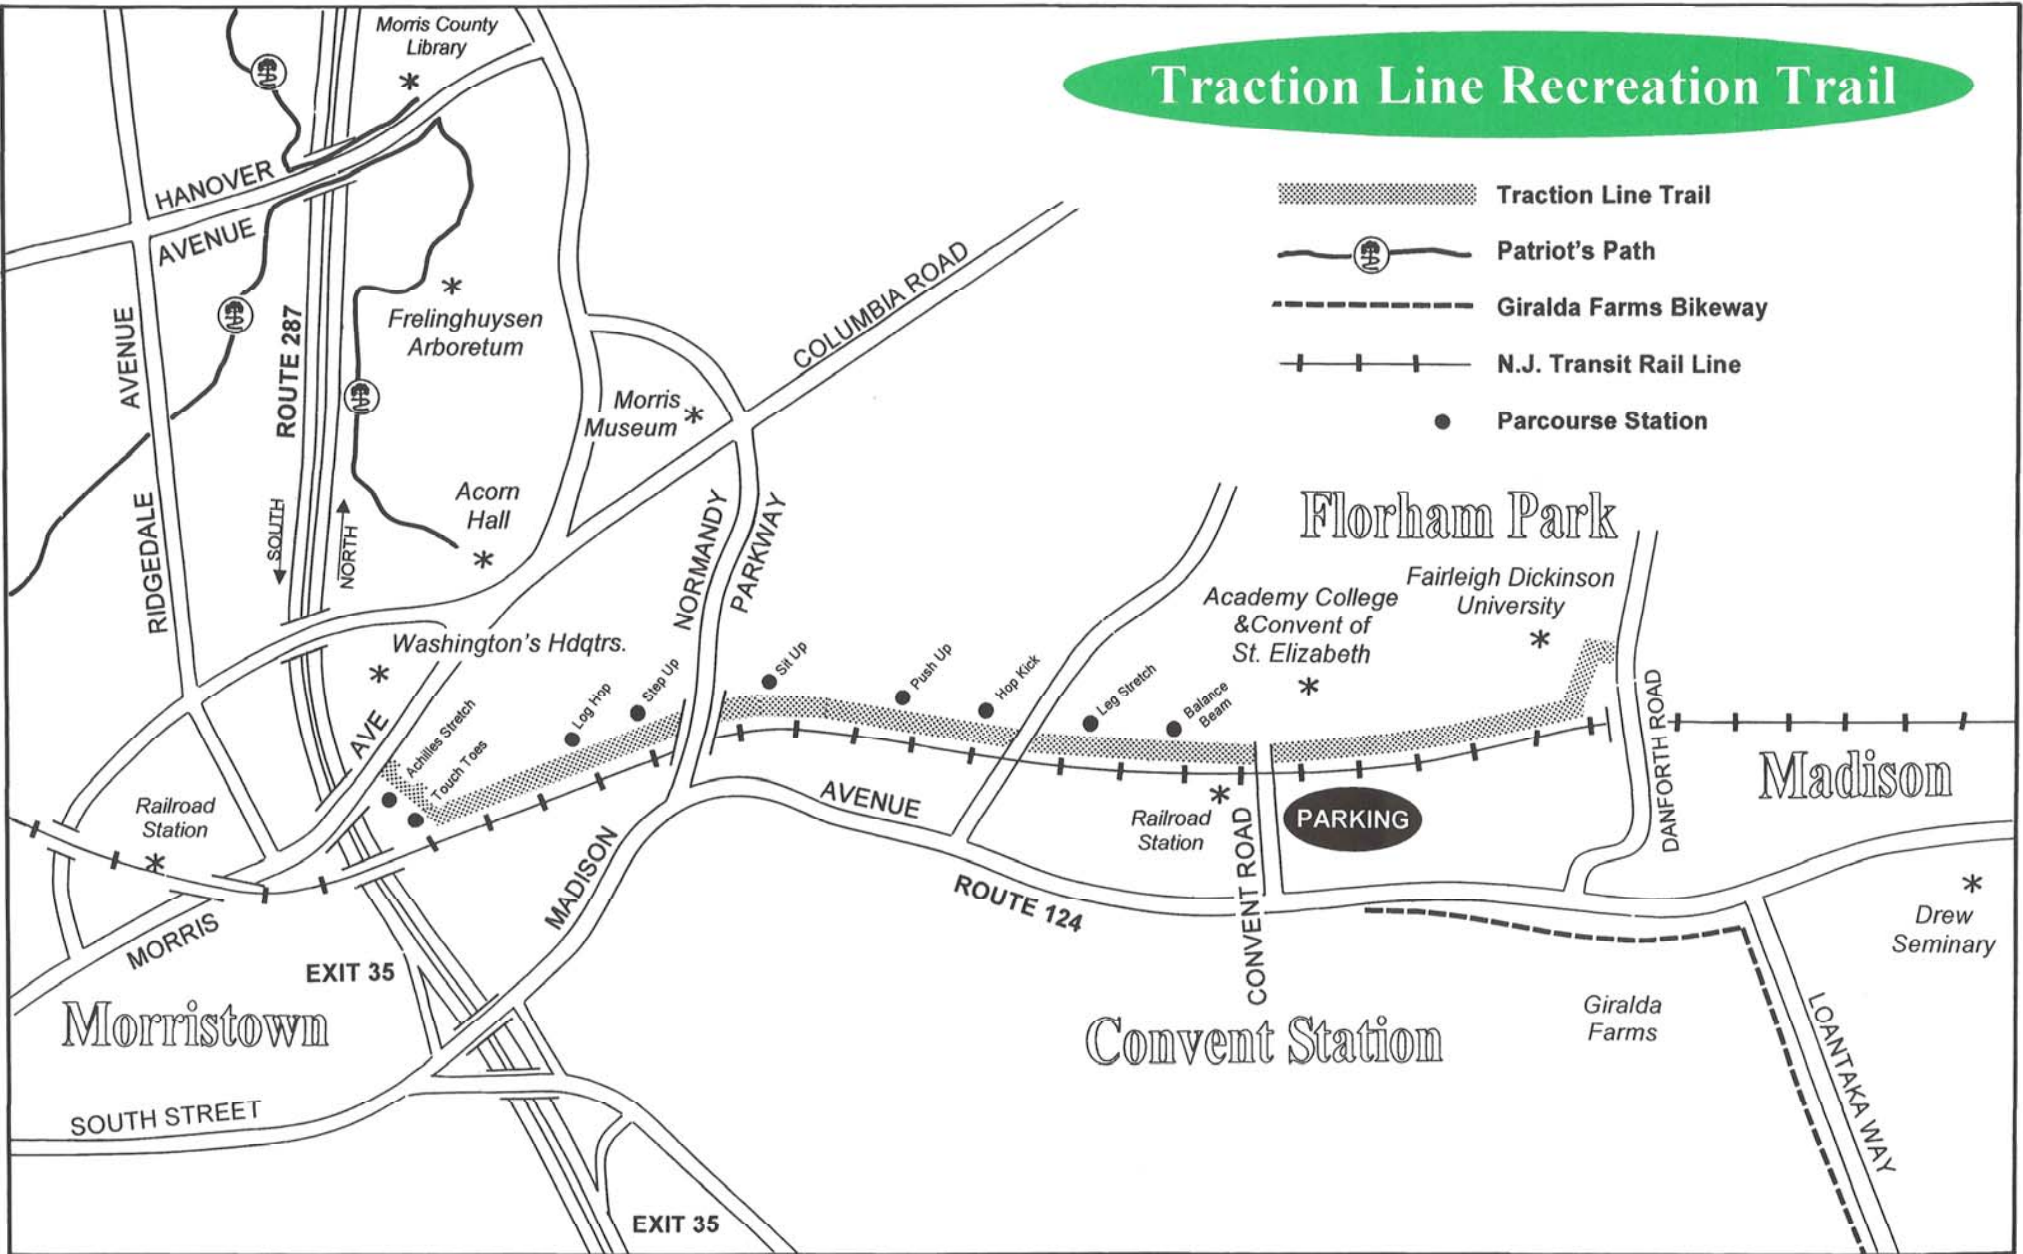 Traction Line Recreation Trail
Traction Line Trail
Patriot's Path
Giralda Farms Bikeway
N.J. Transit Rail Line
Parcourse Station
Morris County
Library
HANOVER
AVENUE
AVENUE
RIDGEDALE
ROUTE 287
SOUTH
NORTH
Frelinghuysen
Arboretum
COLUMBIA ROAD
Morris
Museum
Acorn
Hall
NORMANDY
PARKWAY
Washington's Hdqtrs.
Florham Park
Fairleigh Dickinson
University
Academy College
&Convent of
St. Elizabeth
Achilles Stretch
Touch Toes
Log Hop
Step Up
Sit Up
Push Up
Hop Kick
Leg Stretch
Balance
Beam
AVE
MORRIS
Railroad
Station
MADISON
AVENUE
ROUTE 124
Railroad
Station
CONVENT ROAD
PARKING
DANFORTH ROAD
Madison
Drew
Seminary
EXIT 35
Morristown
Convent Station
Giralda
Farms
LOANTAKA WAY
SOUTH STREET
EXIT 35